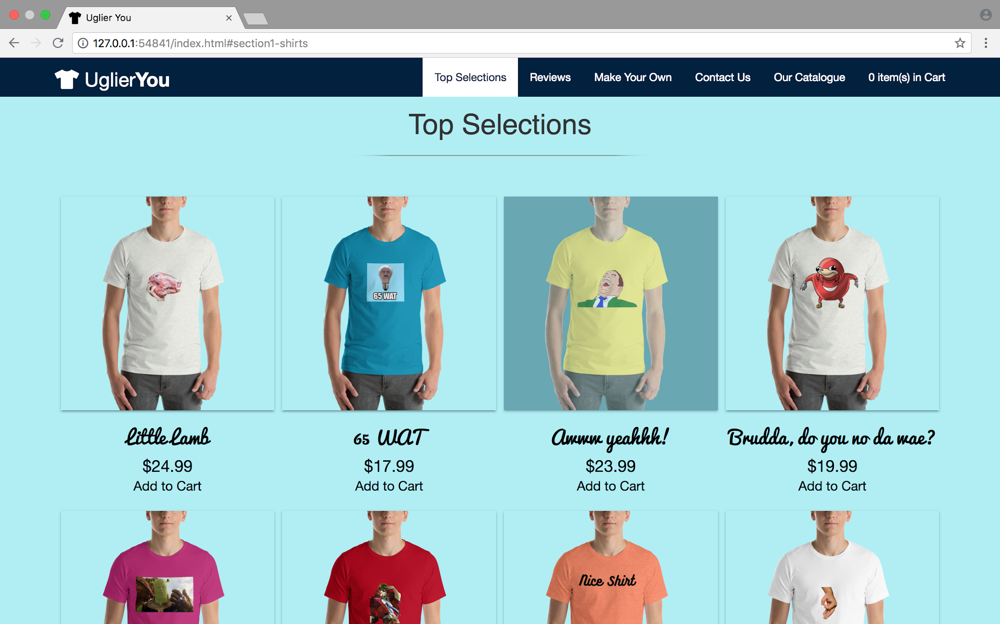 Uglier You
127.0.0.1:54841/index.html#section1-shirts
UglierYou
Top Selections
Reviews
Make Your Own
Contact Us
Our Catalogue
0 item(s) in Cart
Top Selections
65 WAT
Little Lamb
65 WAT
Awww yeahhh!
Brudda, do you no da wae?
$24.99
$17.99
$23.99
$19.99
Add to Cart
Add to Cart
Add to Cart
Add to Cart
Nice Shirt